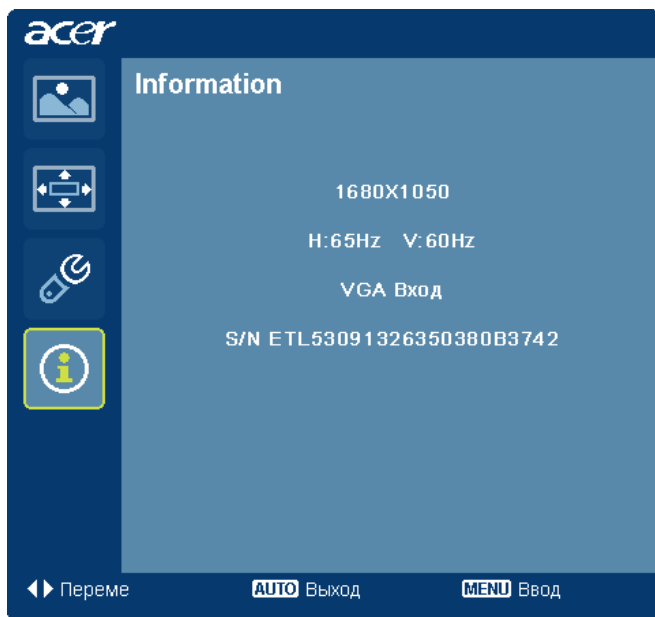 acer
Information
1680X1050
H:65Hz V:60Hz
VGA Вход
S/N ETL53091326350380B3742
Переме AUTO Выход MENU Ввод